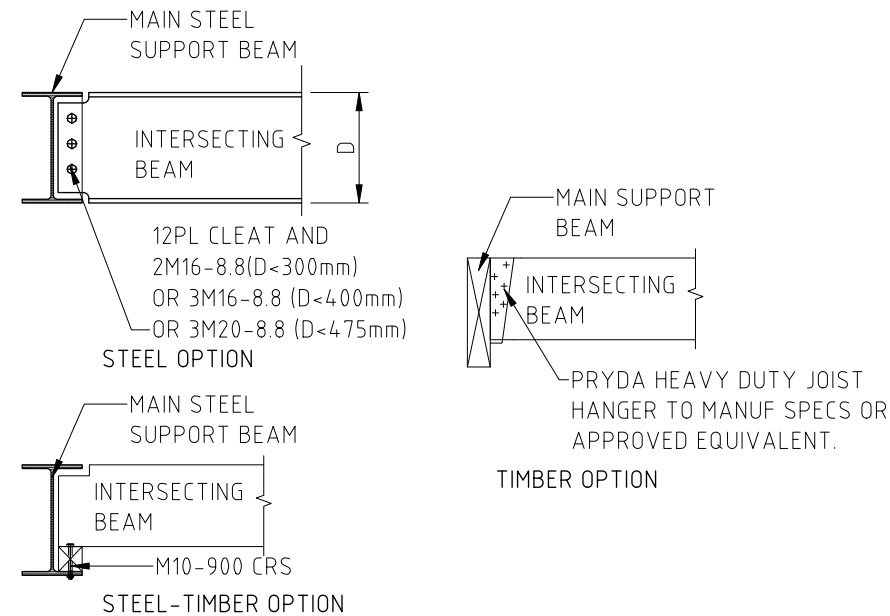 MAIN STEEL
SUPPORT BEAM
INTERSECTING
BEAM
D
12PL CLEAT AND
2M16-8.8(D<300mm)
OR 3M16-8.8 (D<400mm)
OR 3M20-8.8 (D<475mm)
STEEL OPTION
MAIN SUPPORT
BEAM
INTERSECTING
BEAM
PRYDA HEAVY DUTY JOIST
HANGER TO MANUF SPECS OR
APPROVED EQUIVALENT.
TIMBER OPTION
MAIN STEEL
SUPPORT BEAM
INTERSECTING
BEAM
M10-900 CRS
STEEL-TIMBER OPTION